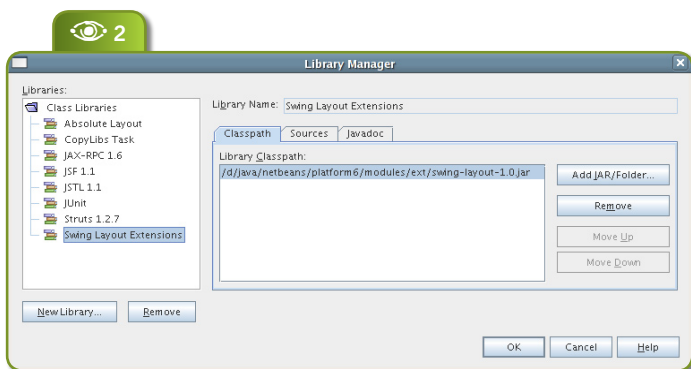 2
Library Manager
Libraries:
Class Libraries
Absolute Layout
CopyLibs Task
JAX-RPC 1.6
JSF 1.1
JSTL 1.1
JUnit
Struts 1.2.7
Swing Layout Extensions
New Library...
Remove
Library Name: Swing Layout Extensions
Classpath Sources Javadoc
Library Classpath:
/d/java/netbeans/platform6/modules/ext/swing-layout-1.0.jar
Add JAR/Folder...
Remove
Move Up
Move Down
OK Cancel Help